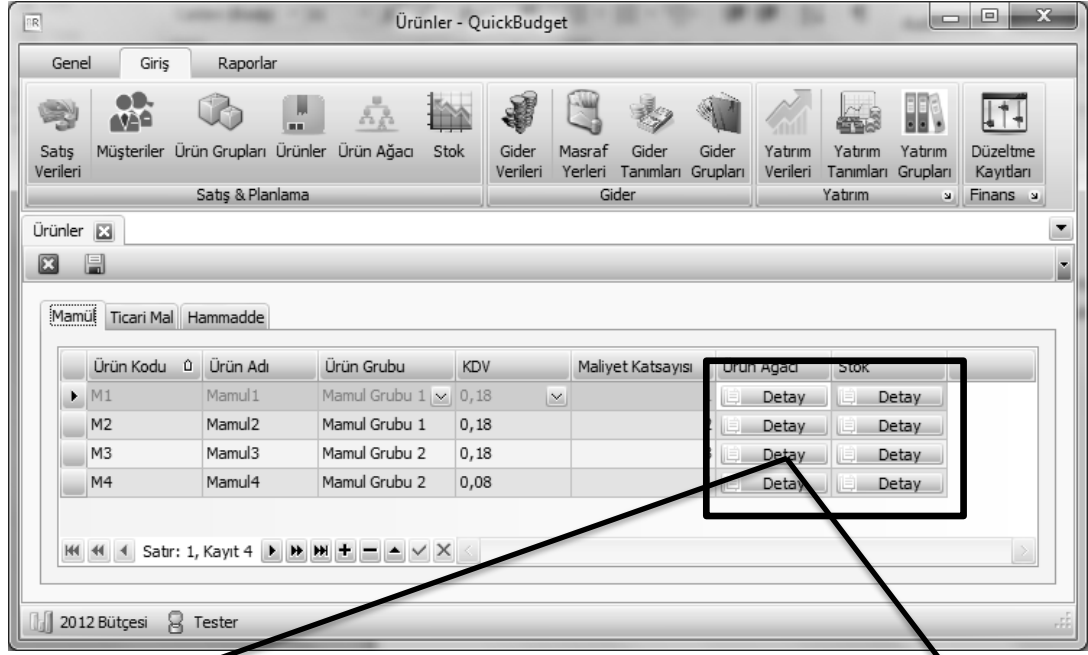 Ürünler - QuickBudget
Genel Giriş Raporlar
Satış Verileri
Müşteriler
Ürün Grupları
Ürünler
Ürün Ağacı
Stok
Gider Verileri
Masraf Yerleri
Gider Tanımları
Gider Grupları
Yatırım Verileri
Yatırım Tanımları
Yatırım Grupları
Düzeltme Kayıtları
Satış & Planlama Gider Yatırım Finans
Ürünler
Mamül Ticari Mal Hammadde
Ürün Kodu Ürün Adı Ürün Grubu KDV Maliyet Katsayısı Ürün Ağacı Stok
M1 Mamul1 Mamul Grubu 1 0,18 Detay Detay
M2 Mamul2 Mamul Grubu 1 0,18 Detay Detay
M3 Mamul3 Mamul Grubu 2 0,18 Detay Detay
M4 Mamul4 Mamul Grubu 2 0,08 Detay Detay
Satır: 1, Kayıt 4
2012 Bütçesi Tester